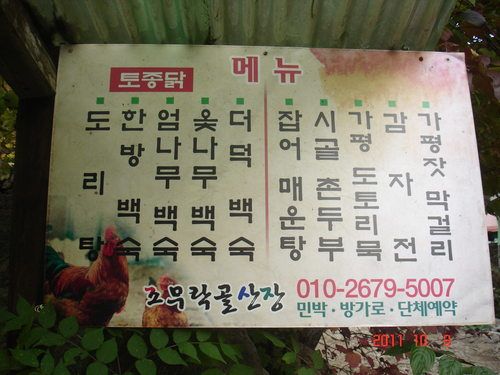 메뉴
토종닭
도리탕
한방백숙
엄나무백숙
옻나무백숙
더덕백숙
잡어매운탕
시골촌두부
가평도토리묵
감자전
가평잣막걸리
조무락골산장
010-2679-5007
민박·방가로·단체예약
2011 10 9